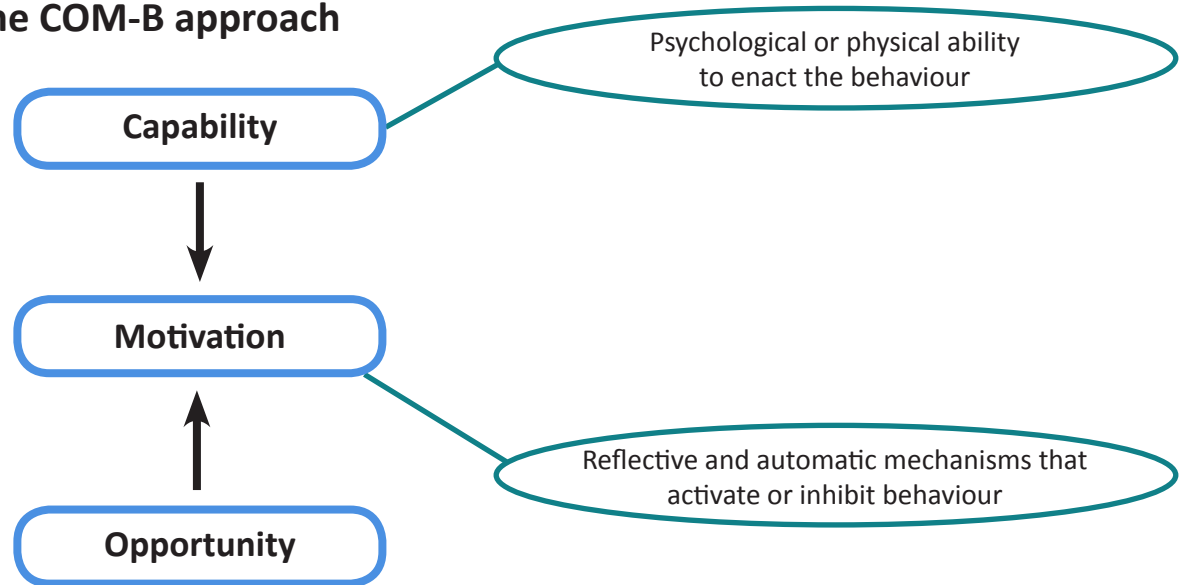 ne COM-B approach
Psychological or physical ability
to enact the behaviour
Capability
Motivation
Reflective and automatic mechanisms that
activate or inhibit behaviour
Opportunity